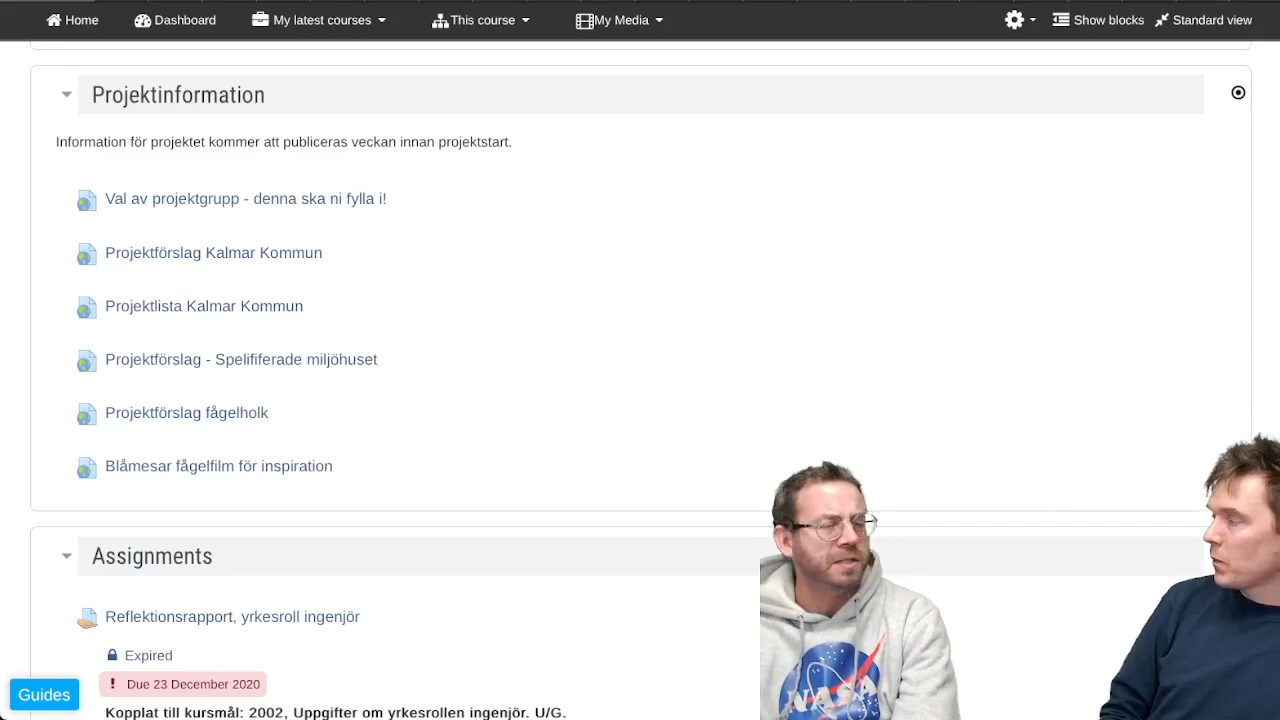 Home Dashboard My latest courses This course My Media Show blocks Standard view
Projektinformation
Information för projektet kommer att publiceras veckan innan projektstart.
Val av projektgrupp - denna ska ni fylla i!
Projektförslag Kalmar Kommun
Projektlista Kalmar Kommun
Projektförslag - Spelififerade miljöhuset
Projektförslag fågelholk
Blåmesar fågelfilm för inspiration
Assignments
Reflektionsrapport, yrkesroll ingenjör
Expired
! Due 23 December 2020
Guides
Kopplat till kursmål: 2002, Uppgifter om yrkesrollen ingenjör. U/G.
NASA